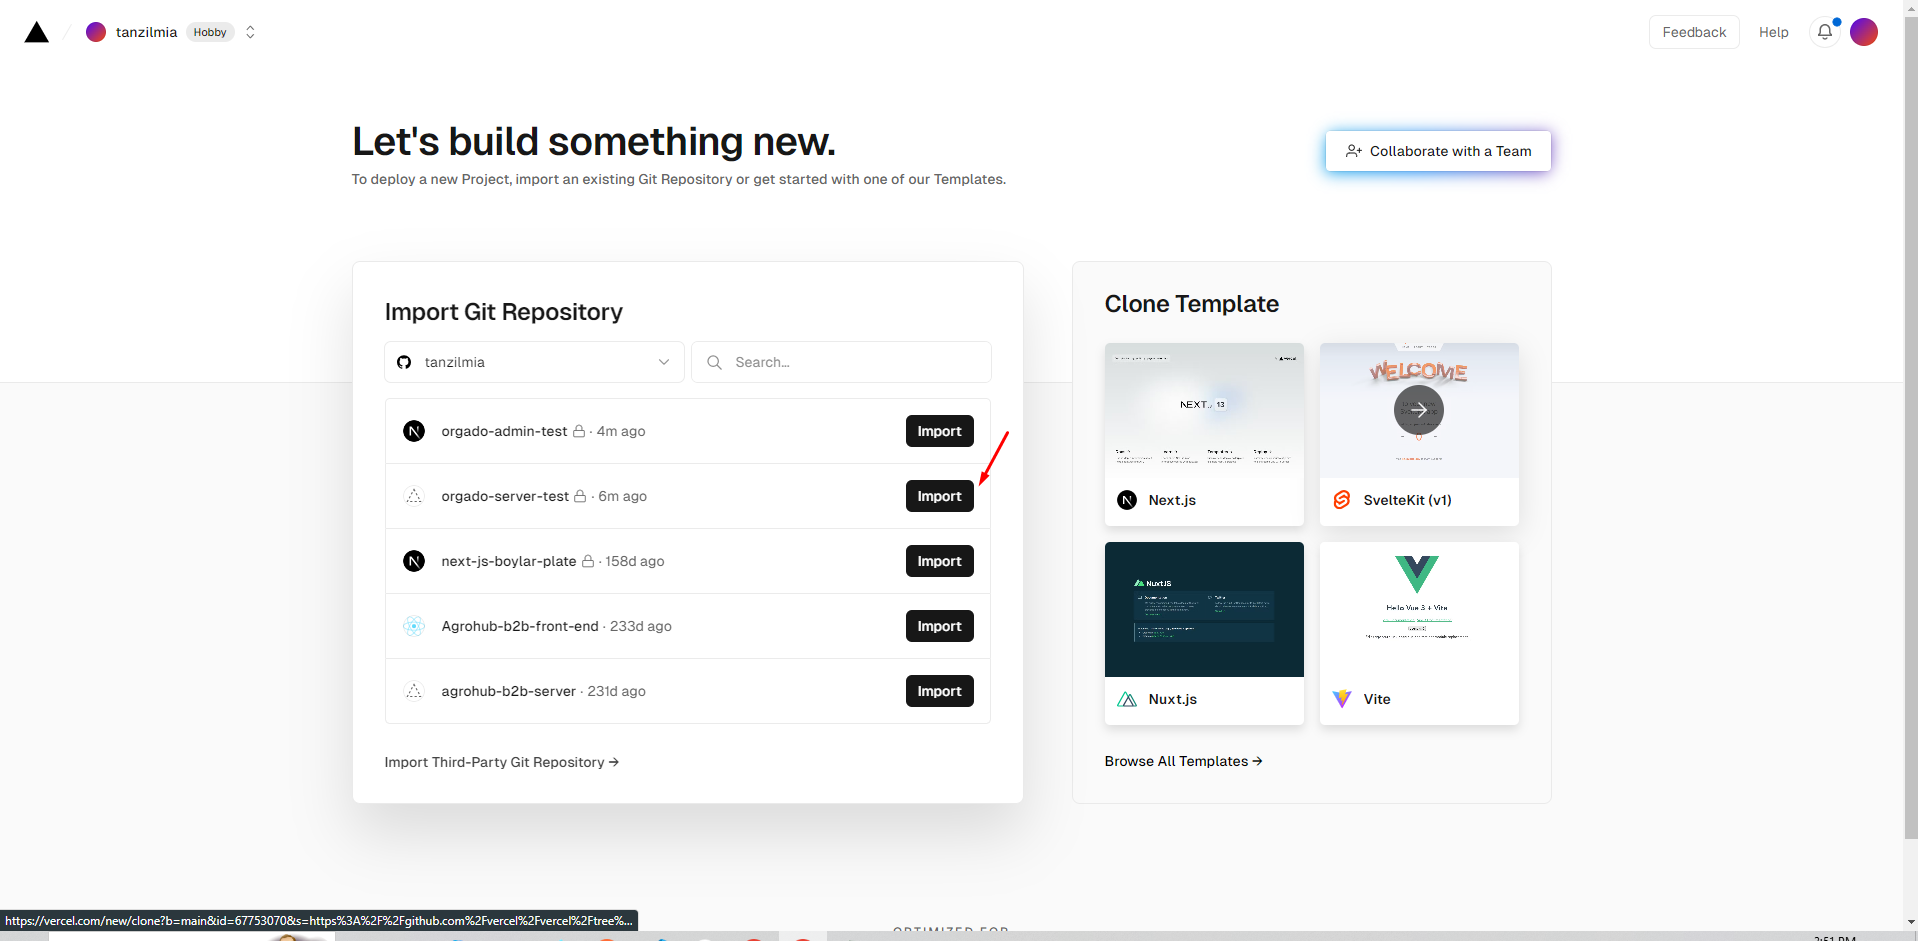 tanzilmia Hobby
Feedback Help
Let's build something new.
To deploy a new Project, import an existing Git Repository or get started with one of our Templates.
Collaborate with a Team
Import Git Repository
tanzilmia
Search...
orgado-admin-test · 4m ago Import
orgado-server-test · 6m ago Import
next-js-boylar-plate · 158d ago Import
Agrohub-b2b-front-end · 233d ago Import
agrohub-b2b-server · 231d ago Import
Import Third-Party Git Repository →
Clone Template
NEXT.js 13
Next.js
WELCOME
SvelteKit (v1)
NuxtJS
Nuxt.js
Hello Vue 3 + Vite
Vite
Browse All Templates →
https://vercel.com/new/clone?b=main&id=67753070&s=https%3A%2F%2Fgithub.com%2Fvercel%2Fvercel%2Ftree%...
OPTIMIZED FOR
2:51 PM